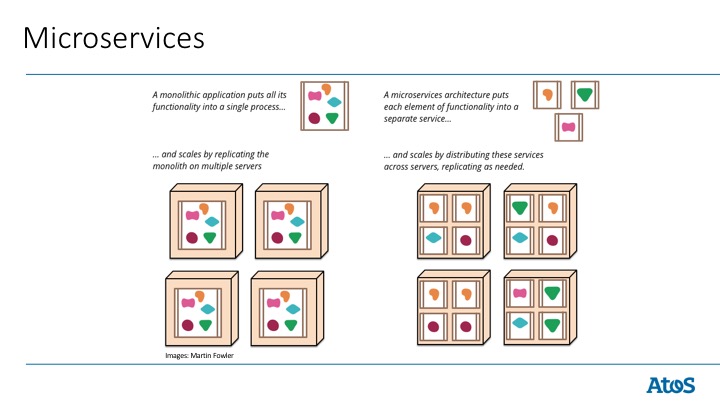 Microservices
A monolithic application puts all its
functionality into a single process...
A microservices architecture puts
each element of functionality into a
separate service...
... and scales by replicating the
monolith on multiple servers
... and scales by distributing these services
across servers, replicating as needed.
Images: Martin Fowler
Atos